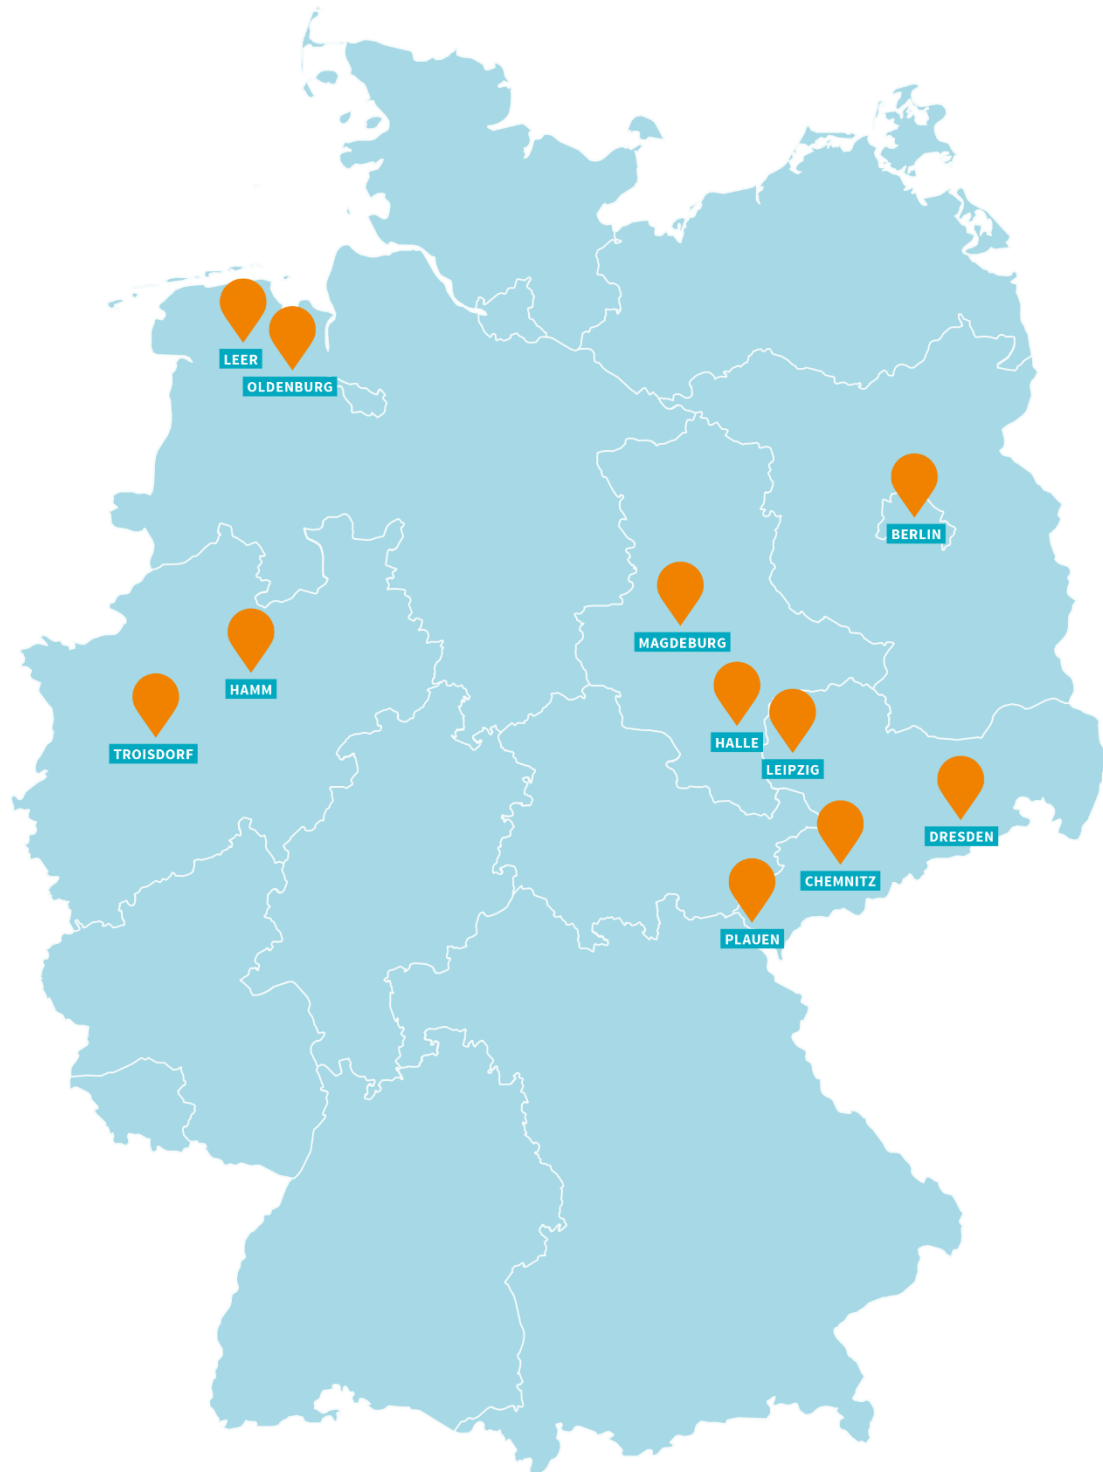 LEER
OLDENBURG
BERLIN
MAGDEBURG
HAMM
HALLE
TROISDORF
LEIPZIG
DRESDEN
CHEMNITZ
PLAUEN